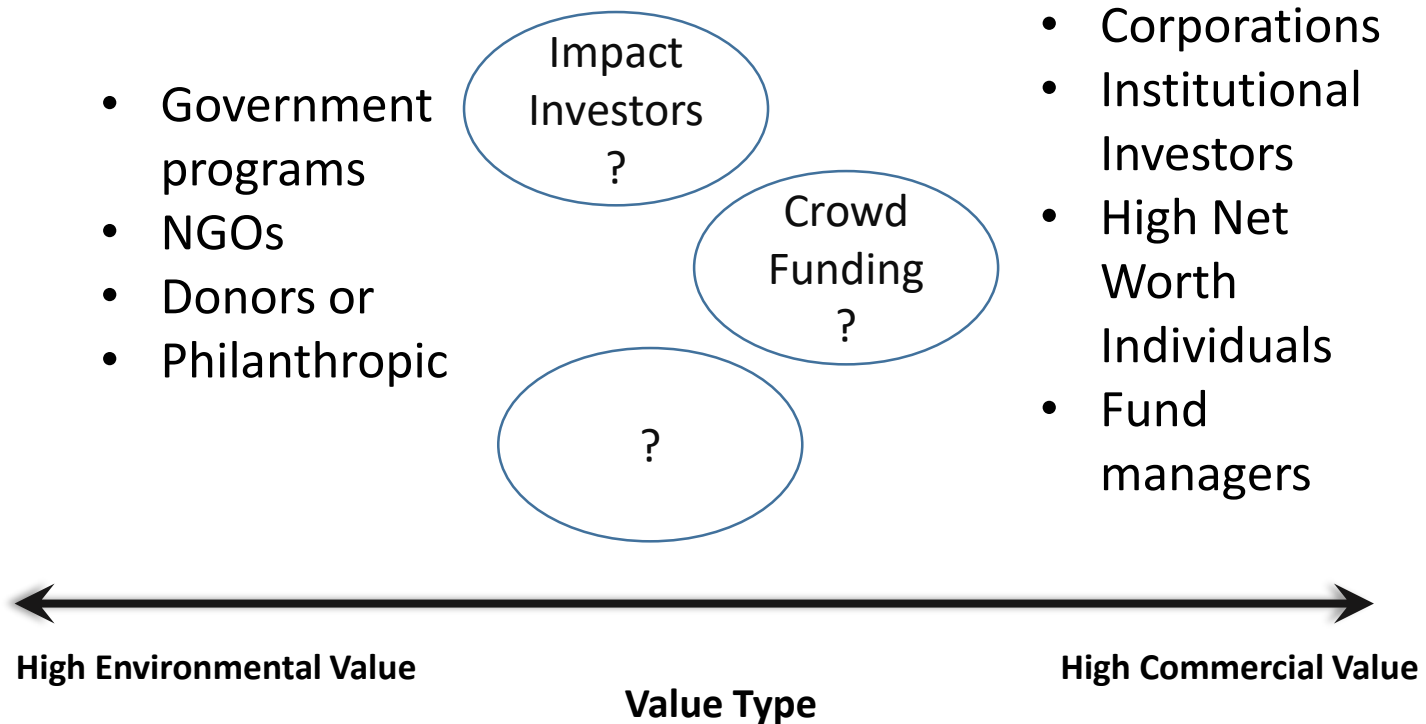 • Government
programs
• NGOs
• Donors or
• Philanthropic
Impact
Investors
?
Crowd
Funding
?
?
• Corporations
• Institutional
Investors
• High Net
Worth
Individuals
• Fund
managers
High Environmental Value
High Commercial Value
Value Type